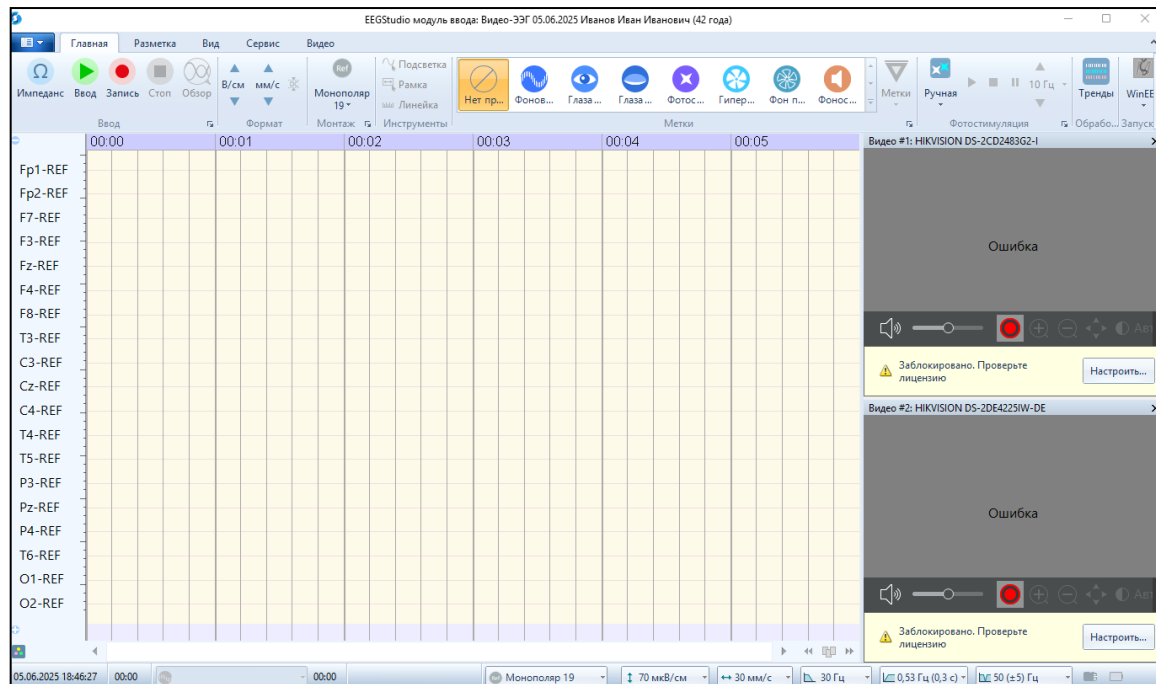 EEGStudio модуль ввода: Видео-ЭЭГ 05.06.2025 Иванов Иван Иванович (42 года)
Главная Разметка Вид Сервис Видео
Импеданс Ввод Запись Стоп Обзор
В/см мм/с
Ref
Монополяр
19
Подсветка
Рамка
Линейка
Нет пр... Фонов... Глаза ... Глаза ... Фотос... Гипер... Фон п... Фонос...
Метки
Ручная
10 Гц
Тренды
WinEE
Ввод Формат Монтаж Инструменты Метки Фотостимуляция Обрабо... Запуск
00:00 00:01 00:02 00:03 00:04 00:05
Fp1-REF
Fp2-REF
F7-REF
F3-REF
Fz-REF
F4-REF
F8-REF
T3-REF
C3-REF
Cz-REF
C4-REF
T4-REF
T5-REF
P3-REF
Pz-REF
P4-REF
T6-REF
O1-REF
O2-REF
Видео #1: HIKVISION DS-2CD2483G2-I
Ошибка
Авт
Заблокировано. Проверьте
лицензию
Настроить...
Видео #2: HIKVISION DS-2DE4225IW-DE
Ошибка
Авт
Заблокировано. Проверьте
лицензию
Настроить...
05.06.2025 18:46:27 00:00 00:00 Монополяр 19 70 мкВ/см 30 мм/с 30 Гц 0,53 Гц (0,3 с) 50 (±5) Гц